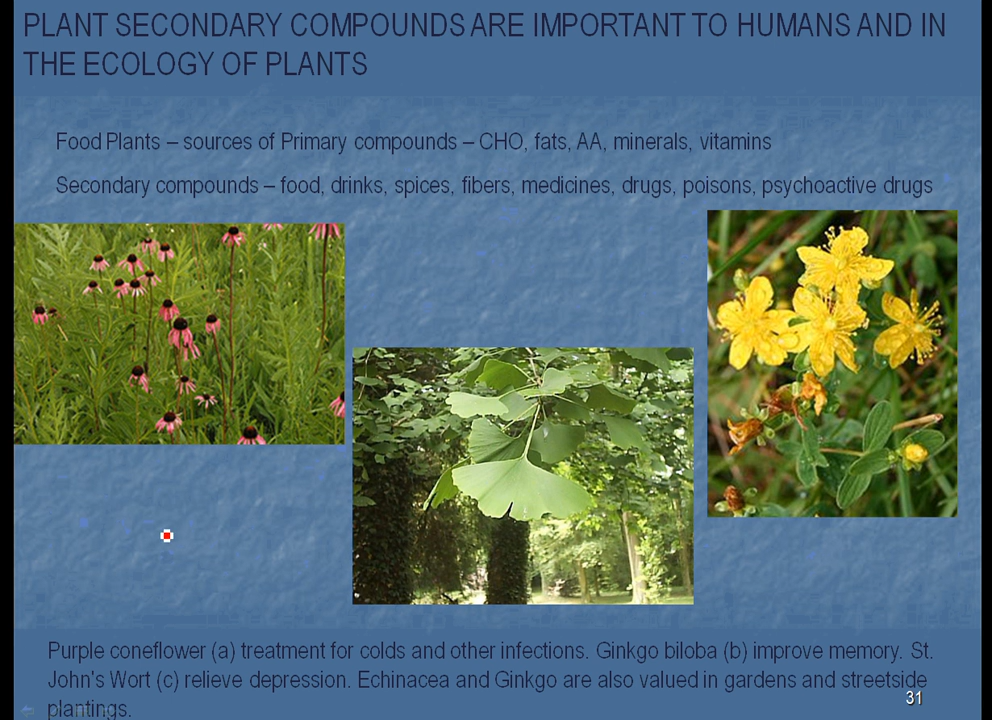 PLANT SECONDARY COMPOUNDS ARE IMPORTANT TO HUMANS AND IN
THE ECOLOGY OF PLANTS
Food Plants – sources of Primary compounds – CHO, fats, AA, minerals, vitamins
Secondary compounds – food, drinks, spices, fibers, medicines, drugs, poisons, psychoactive drugs
Purple coneflower (a) treatment for colds and other infections. Ginkgo biloba (b) improve memory. St.
John's Wort (c) relieve depression. Echinacea and Ginkgo are also valued in gardens and streetside
plantings.
31